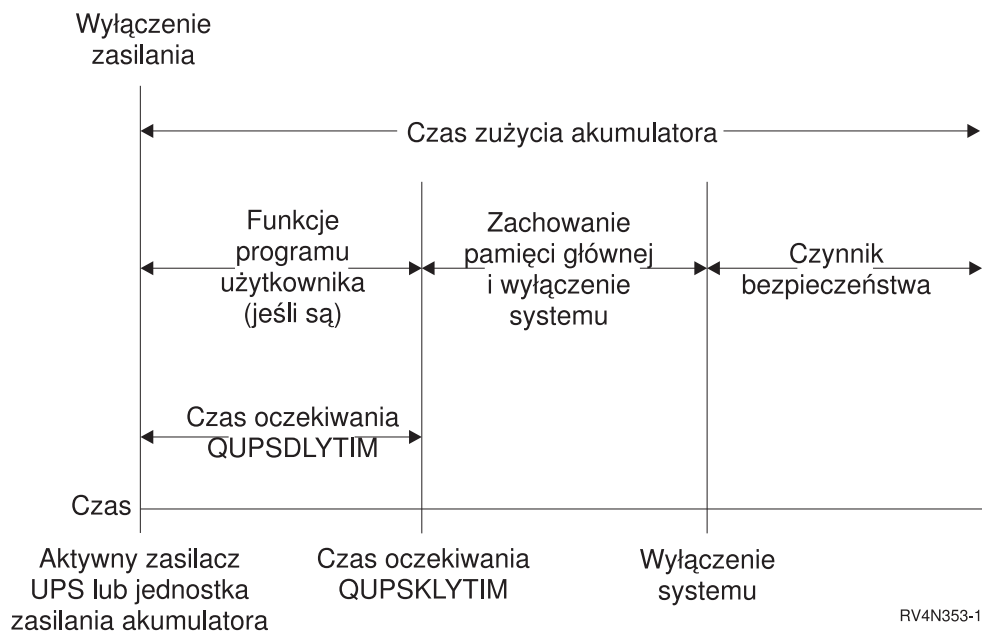 Wyłączenie
zasilania
Czas zużycia akumulatora
Funkcje
programu
użytkownika
(jeśli są)
Zachowanie
pamięci głównej
i wyłączenie
systemu
Czynnik
bezpieczeństwa
Czas oczekiwania
QUPSDLYTIM
Czas
Aktywny zasilacz
UPS lub jednostka
zasilania akumulatora
Czas oczekiwania
QUPSKLYTIM
Wyłączenie
systemu
RV4N353-1